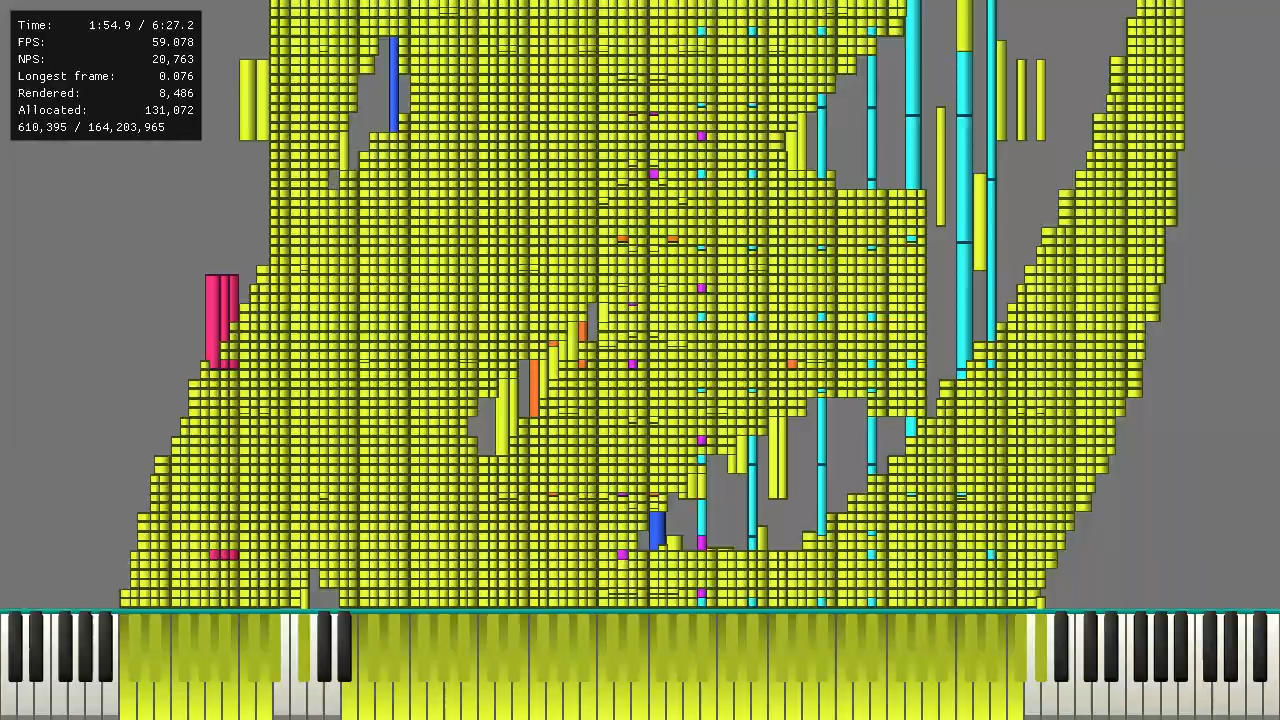 Time: 1:54.9 / 6:27.2
FPS: 59.078
NPS: 20,763
Longest frame: 0.076
Rendered: 8,486
Allocated: 131,072
610,395 / 164,203,965